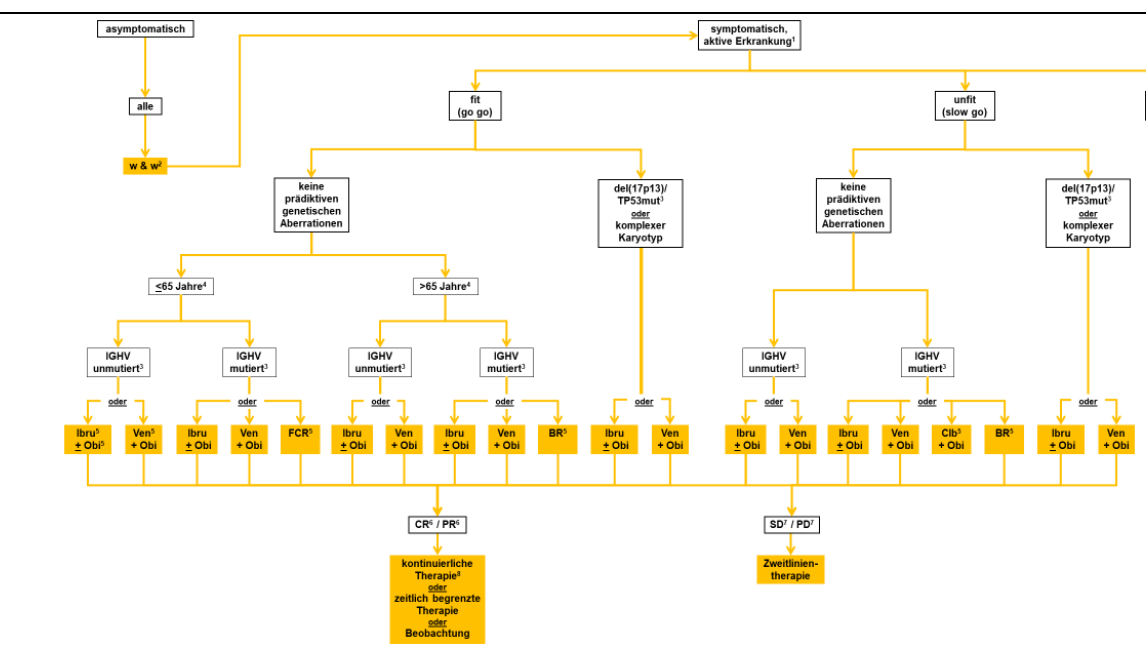 asymptomatisch
symptomatisch,
aktive Erkrankung¹
alle
fit
(go go)
unfit
(slow go)
w & w²
keine
prädiktiven
genetischen
Aberrationen
del(17p13)/
TP53mut³
oder
komplexer
Karyotyp
keine
prädiktiven
genetischen
Aberrationen
del(17p13)/
TP53mut³
oder
komplexer
Karyotyp
≤65 Jahre⁴
>65 Jahre⁴
IGHV
unmutiert³
IGHV
mutiert³
IGHV
unmutiert³
IGHV
mutiert³
IGHV
unmutiert³
IGHV
mutiert³
oder
oder
oder
oder
oder
oder
oder
oder
Ibru⁵
± Obi⁵
Ven⁵
+ Obi
Ibru
± Obi
Ven
+ Obi
FCR⁵
Ibru
± Obi
Ven
+ Obi
Ibru
± Obi
Ven
+ Obi
BR⁵
Ibru
± Obi
Ven
+ Obi
Ibru
± Obi
Ven
+ Obi
Ibru
± Obi
Ven
+ Obi
Clb⁵
+ Obi
BR⁵
Ibru
± Obi
Ven
+ Obi
CR⁶ / PR⁶
SD⁷ / PD⁷
kontinuierliche
Therapie⁸
oder
zeitlich begrenzte
Therapie
oder
Beobachtung
Zweitlinien-
therapie